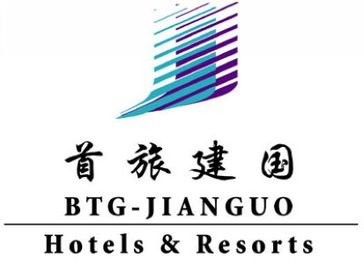 首旅建国
BTG-JIANGUO
Hotels & Resorts